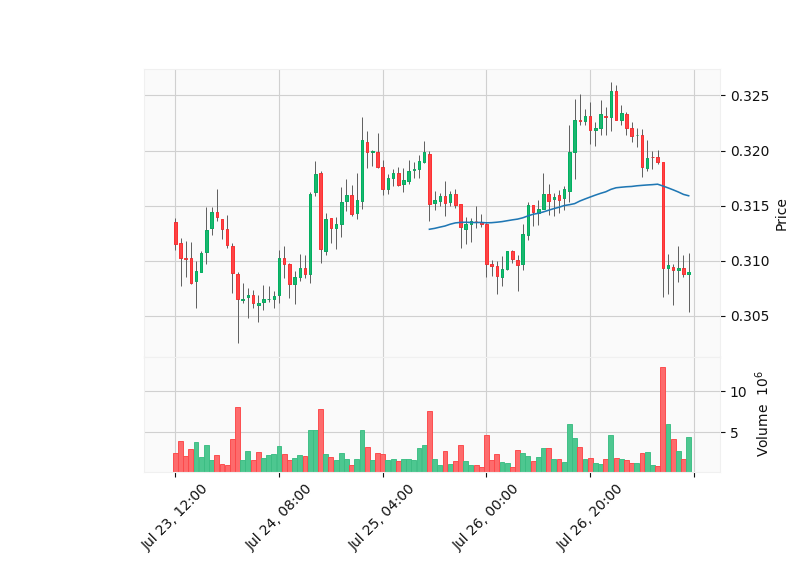 0.325
0.320
0.315
0.310
0.305
Price
10
5
Volume 10^6
Jul 23, 12:00
Jul 24, 08:00
Jul 25, 04:00
Jul 26, 00:00
Jul 26, 20:00